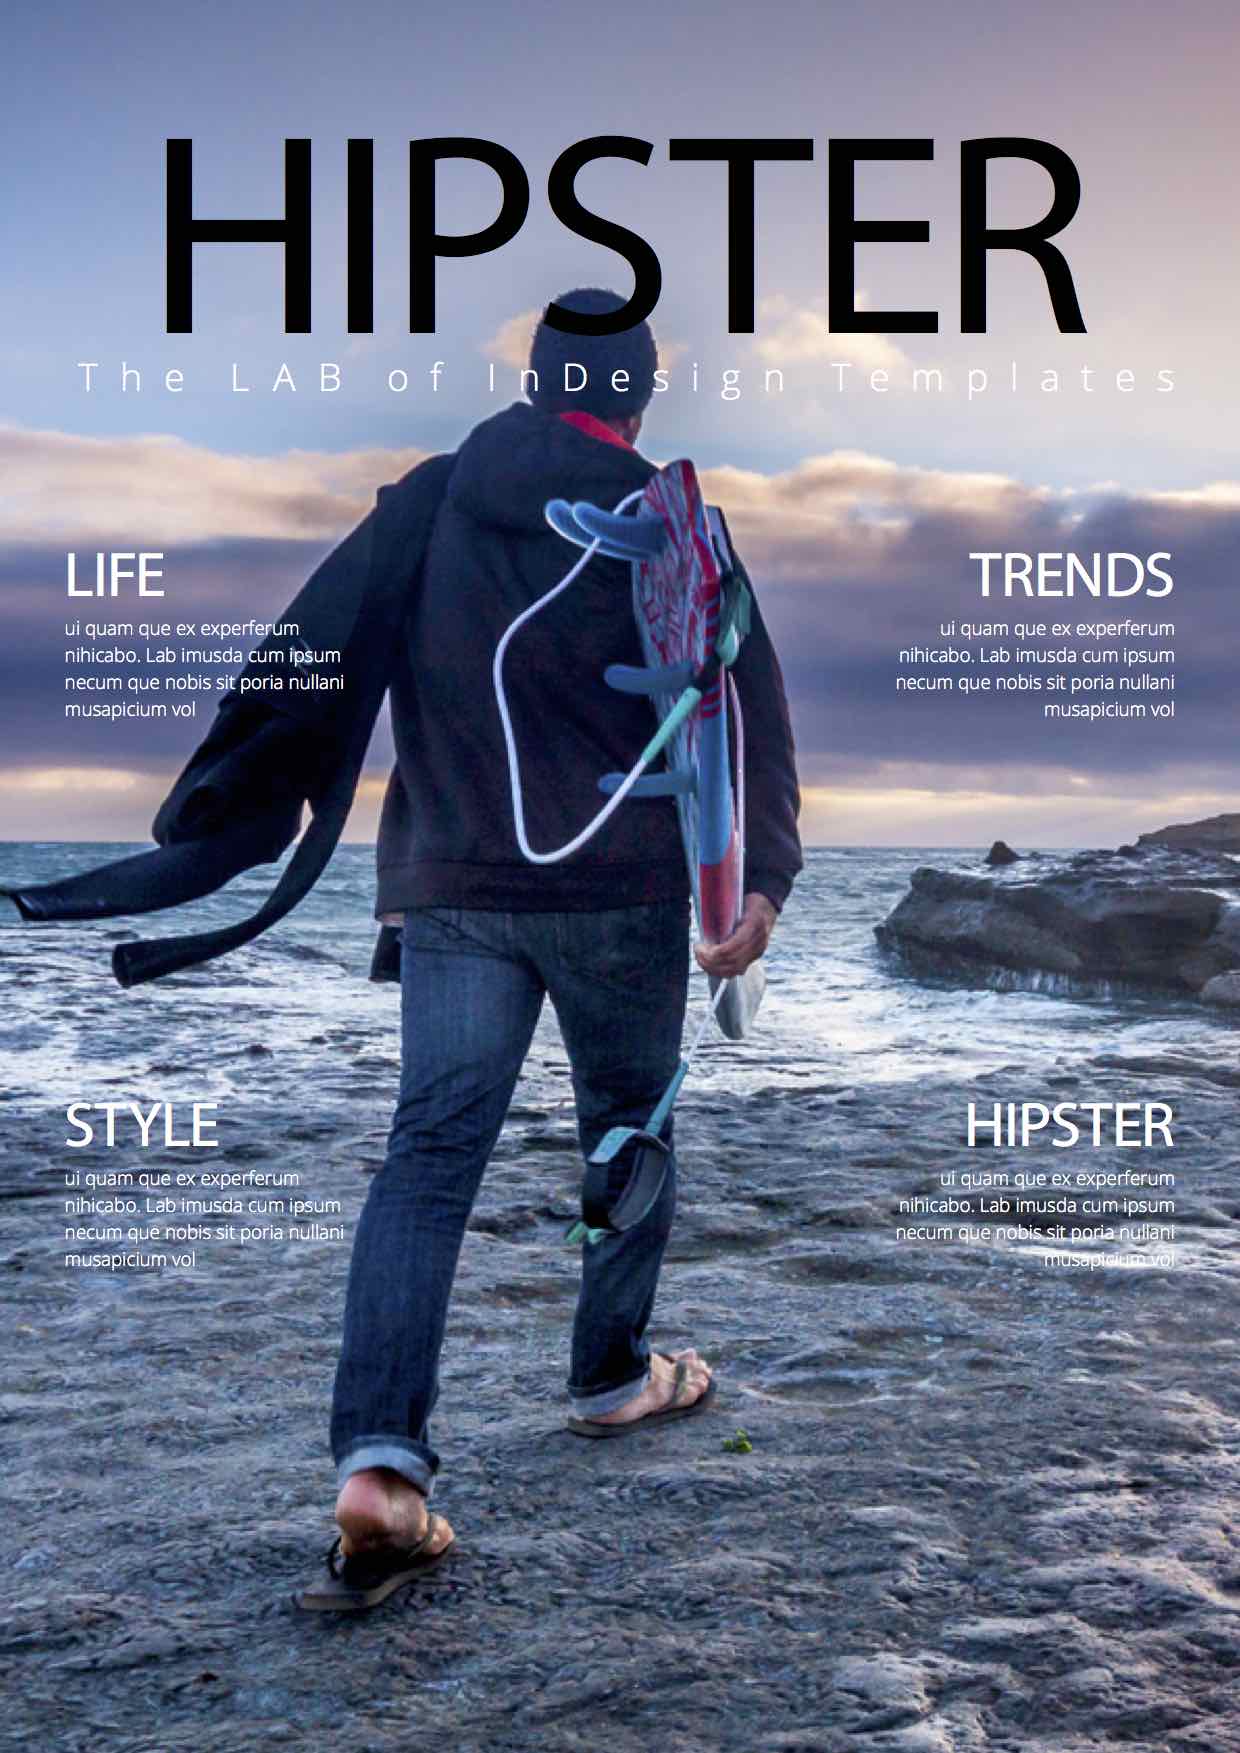 HIPSTER
The LAB of InDesign Templates
LIFE
ui quam que ex experferum
nihicabo. Lab imusda cum ipsum
necum que nobis sit poria nullani
musapicium vol
TRENDS
ui quam que ex experferum
nihicabo. Lab imusda cum ipsum
necum que nobis sit poria nullani
musapicium vol
STYLE
ui quam que ex experferum
nihicabo. Lab imusda cum ipsum
necum que nobis sit poria nullani
musapicium vol
HIPSTER
ui quam que ex experferum
nihicabo. Lab imusda cum ipsum
necum que nobis sit poria nullani
musapicium vol